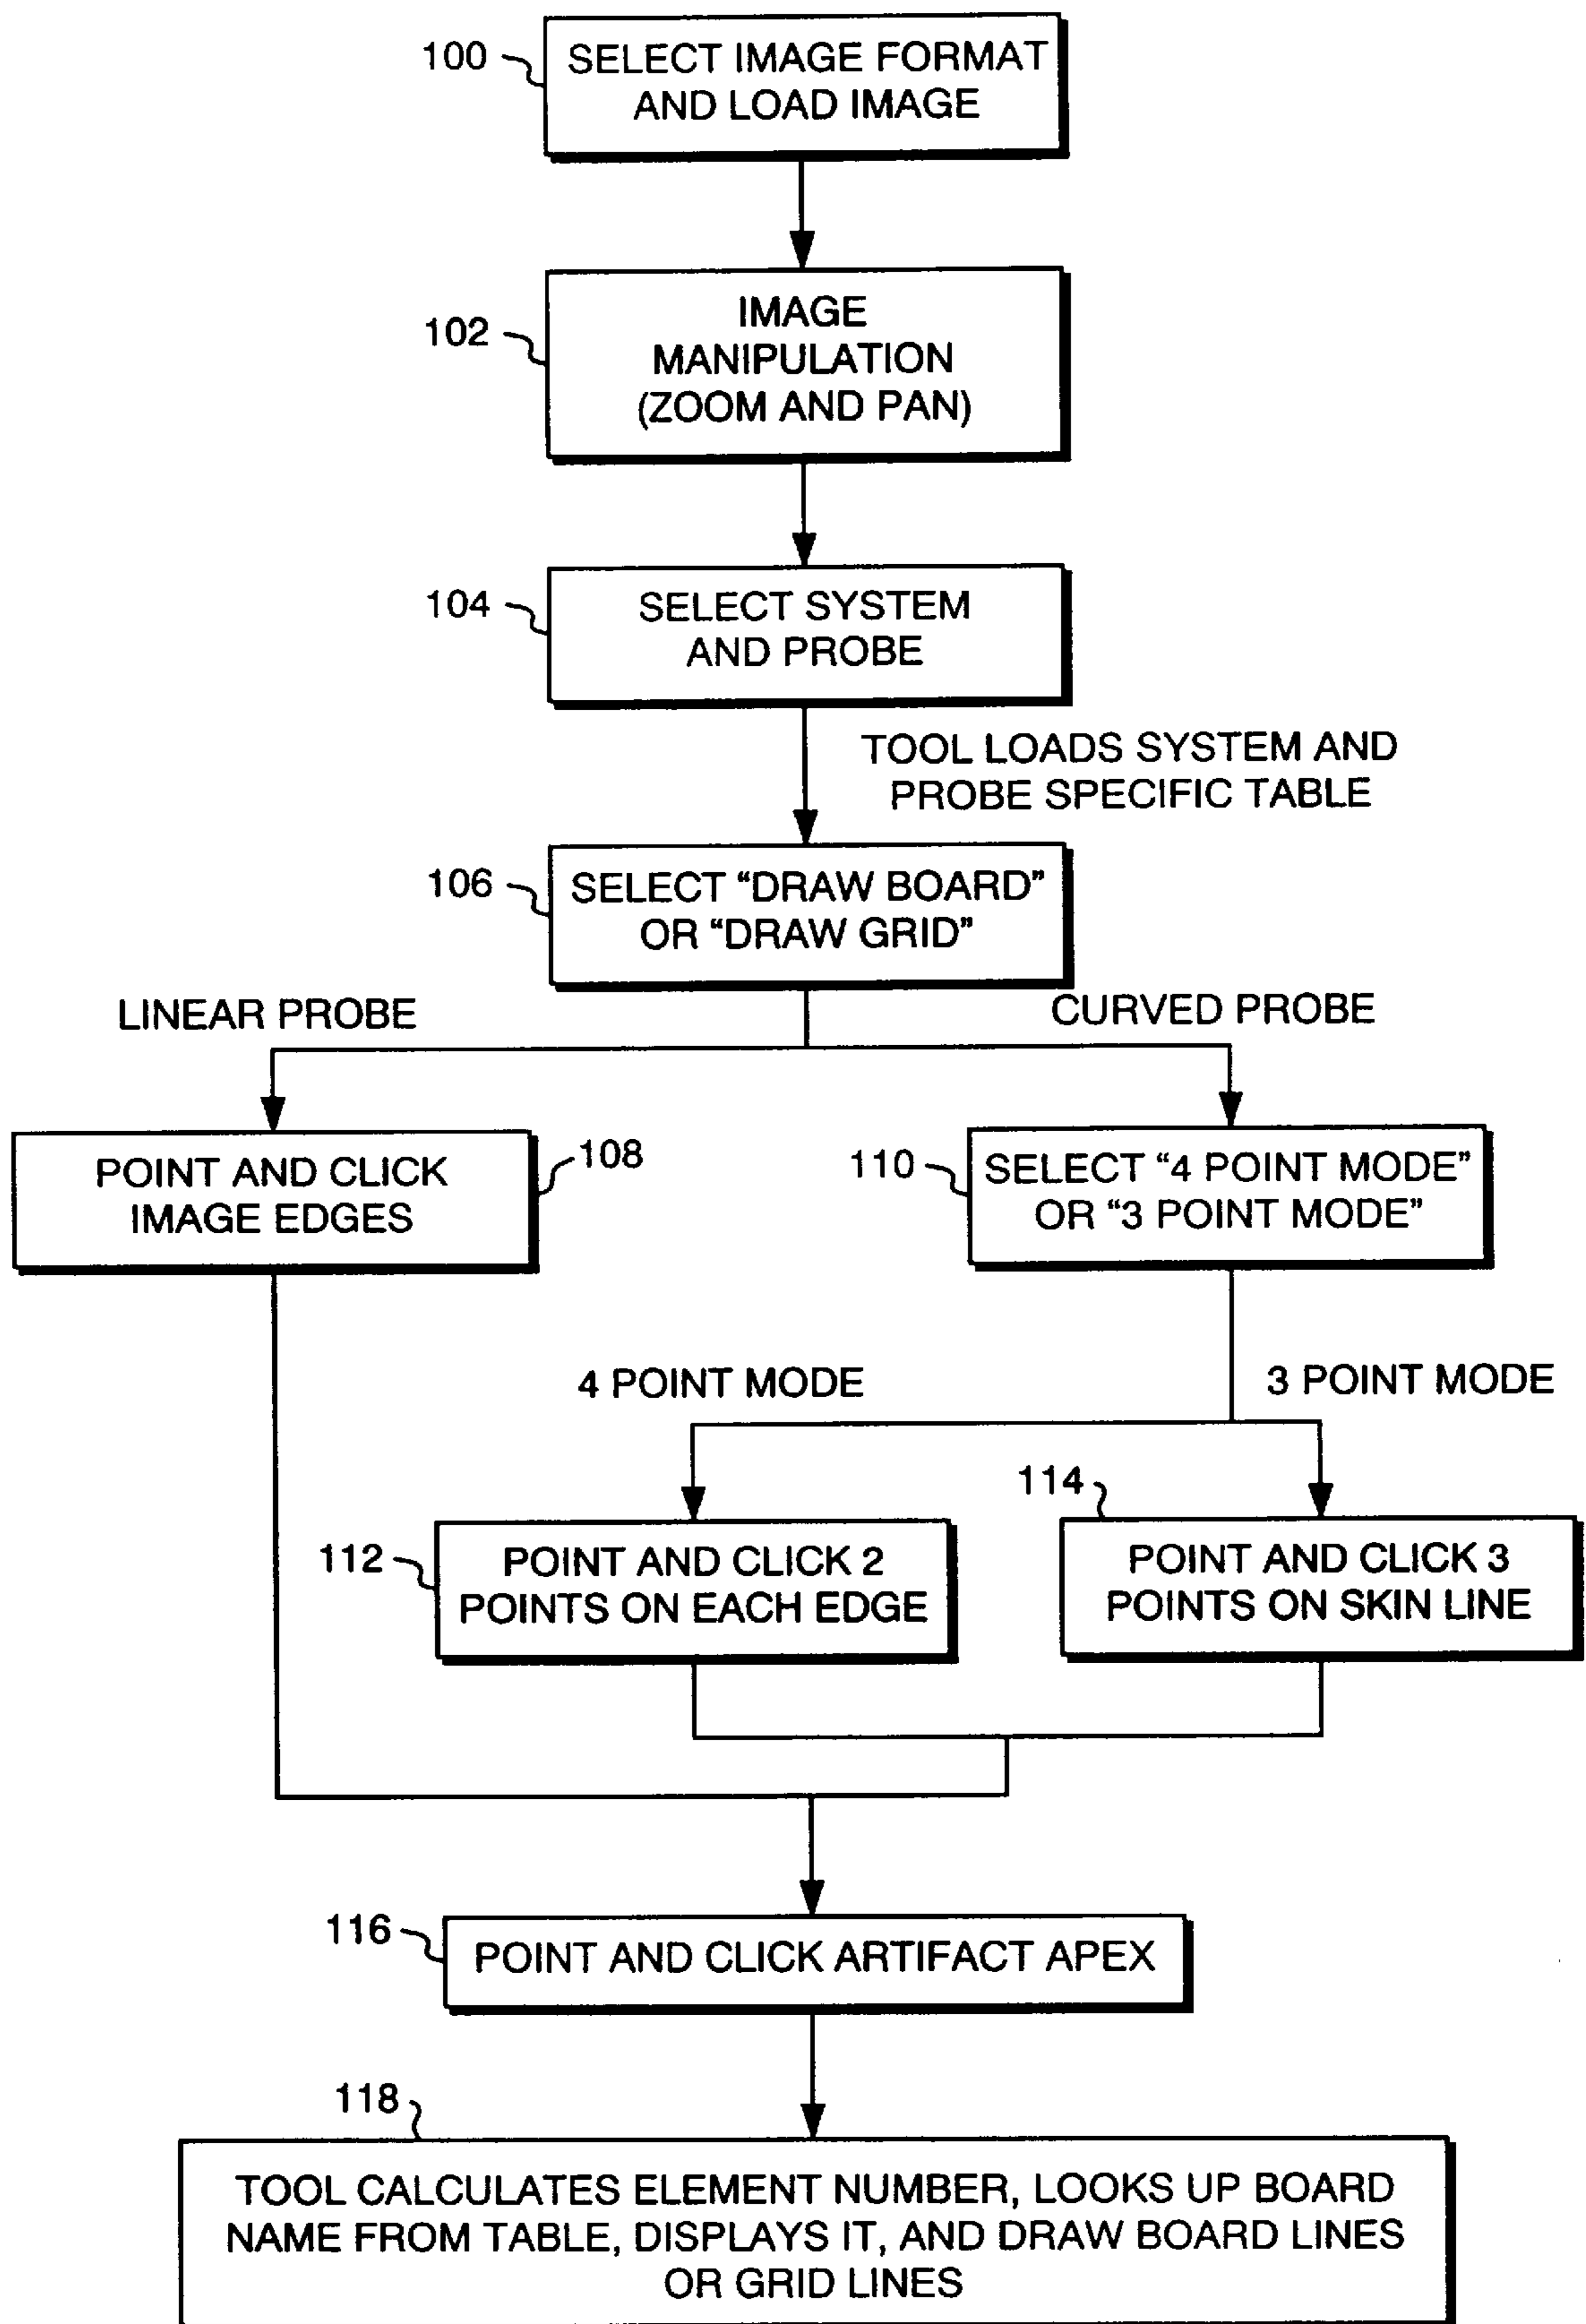 100
SELECT IMAGE FORMAT
AND LOAD IMAGE
102
IMAGE
MANIPULATION
(ZOOM AND PAN)
104
SELECT SYSTEM
AND PROBE
TOOL LOADS SYSTEM AND
PROBE SPECIFIC TABLE
106
SELECT “DRAW BOARD”
OR “DRAW GRID”
LINEAR PROBE
CURVED PROBE
POINT AND CLICK
IMAGE EDGES
108
110
SELECT “4 POINT MODE”
OR “3 POINT MODE”
4 POINT MODE
3 POINT MODE
112
POINT AND CLICK 2
POINTS ON EACH EDGE
114
POINT AND CLICK 3
POINTS ON SKIN LINE
116
POINT AND CLICK ARTIFACT APEX
118
TOOL CALCULATES ELEMENT NUMBER, LOOKS UP BOARD
NAME FROM TABLE, DISPLAYS IT, AND DRAW BOARD LINES
OR GRID LINES